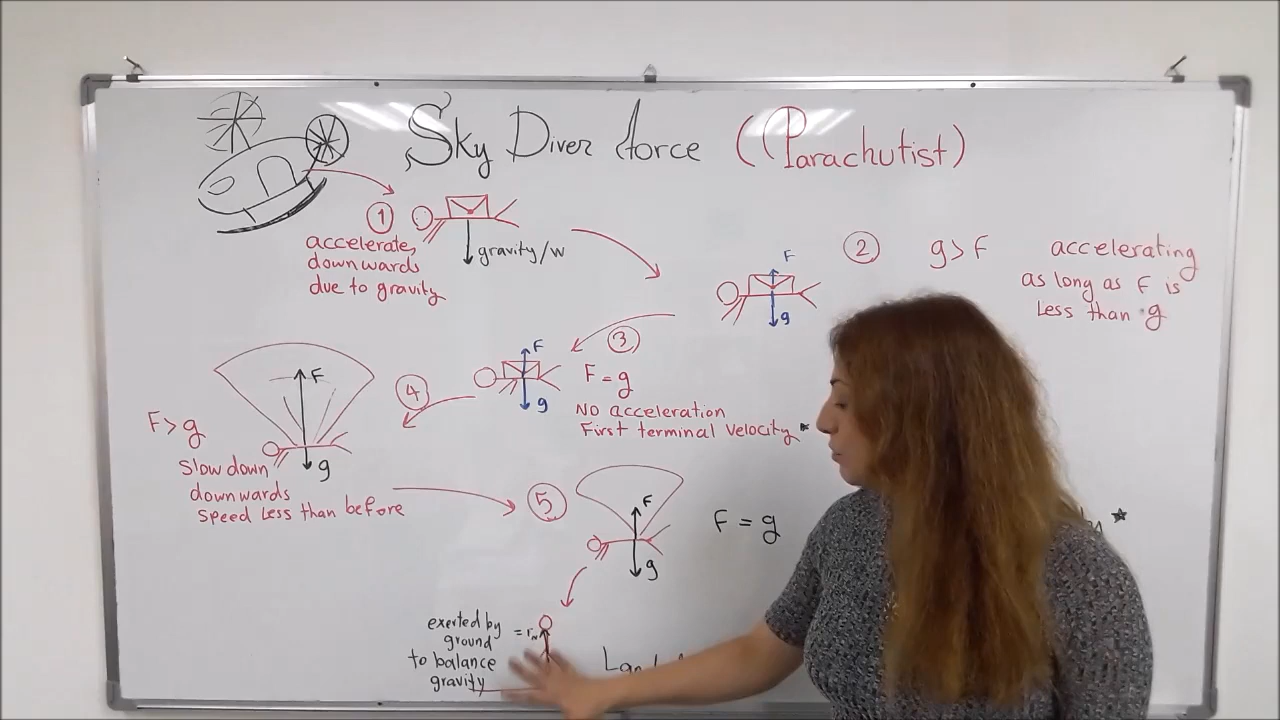 Sky Diver force (Parachutist)
1
accelerate
downwards
due to gravity
gravity/w
2
g > F
accelerating
as long as F is
Less than g
F
g
3
F = g
No acceleration
First terminal Velocity *
F
g
4
F > g
F
g
Slow down
downwards
Speed Less than before
5
F
g
F = g
*
exerted by
ground
to balance
gravity
=